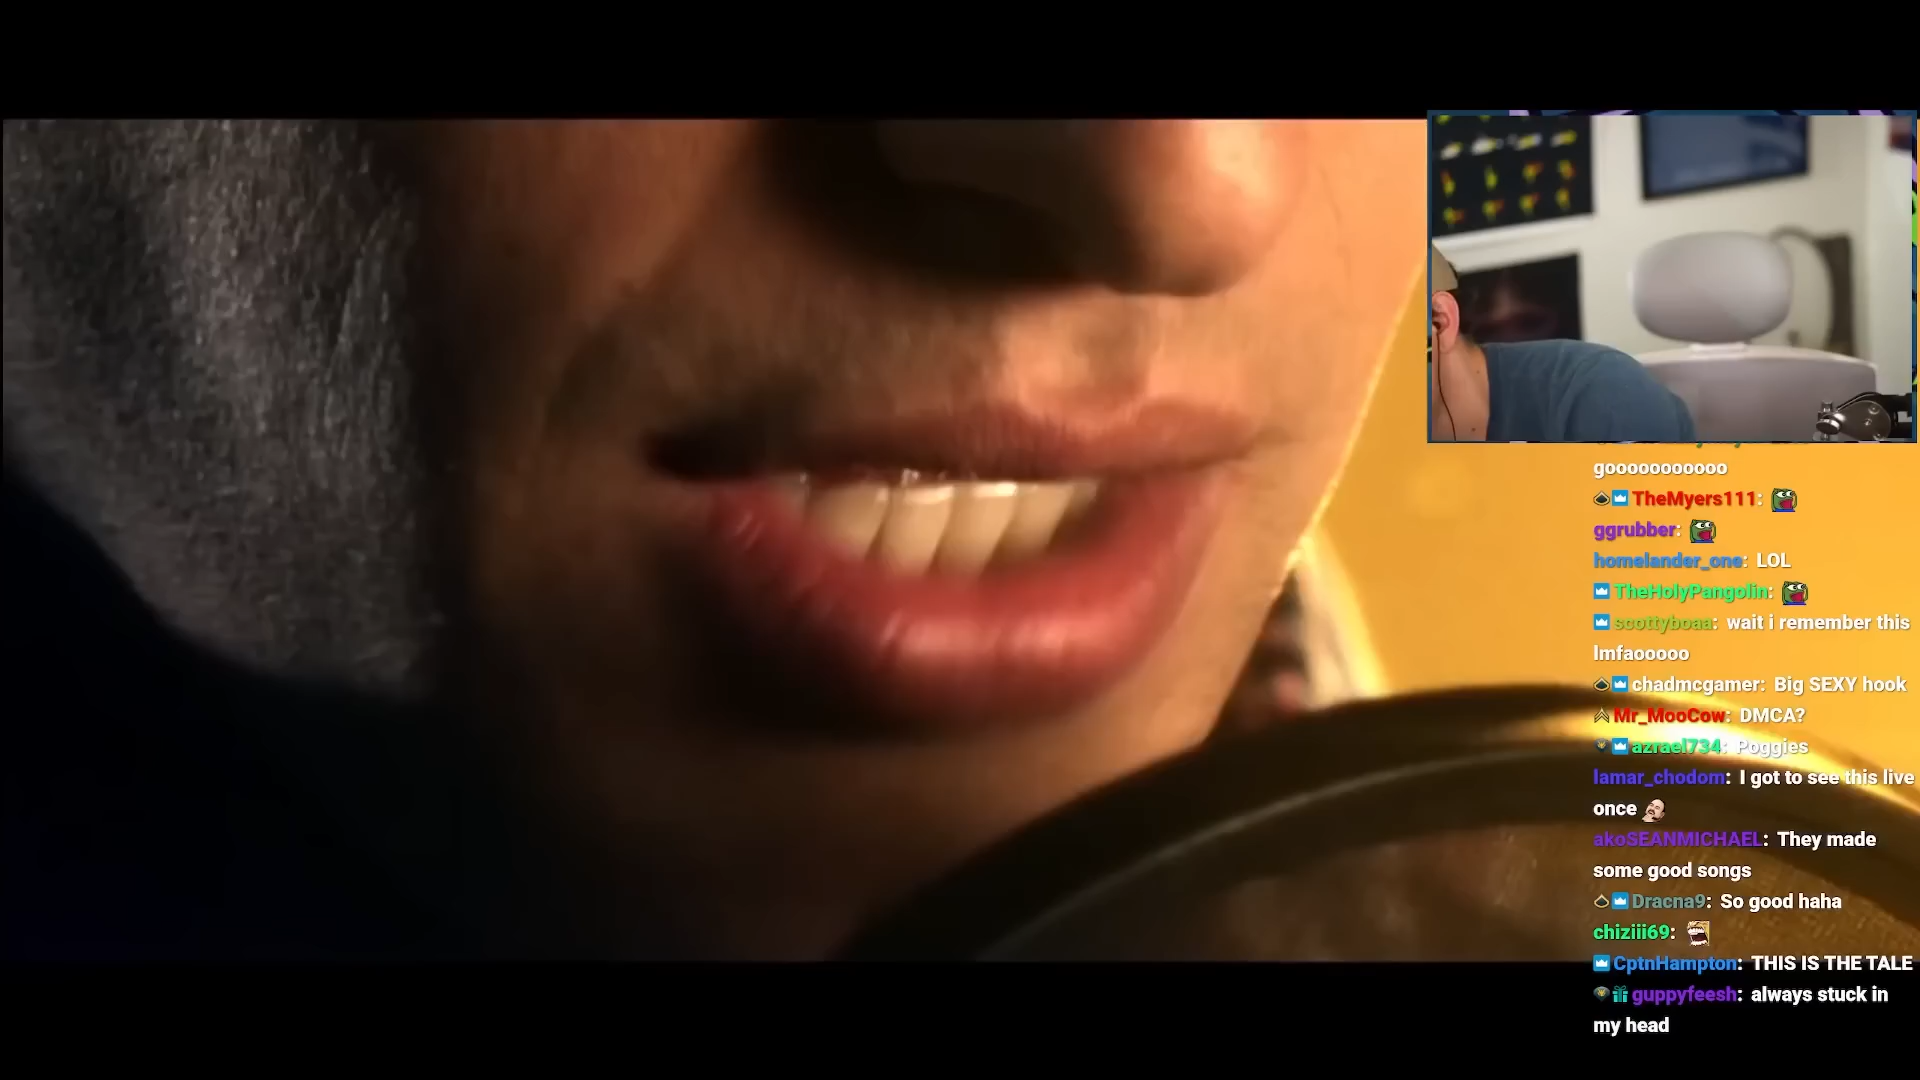 gooooooooooo
TheMyers111:
ggrubber:
homelander_one: LOL
TheHolyPangolin:
scottyboaa: wait i remember this
lmfaooooo
chadmcgamer: Big SEXY hook
Mr_MooCow: DMCA?
azrael734: Poggies
lamar_chodom: I got to see this live
once
akoSEANMICHAEL: They made
some good songs
Dracna9: So good haha
chiziii69:
CptnHampton: THIS IS THE TALE
guppyfeesh: always stuck in
my head